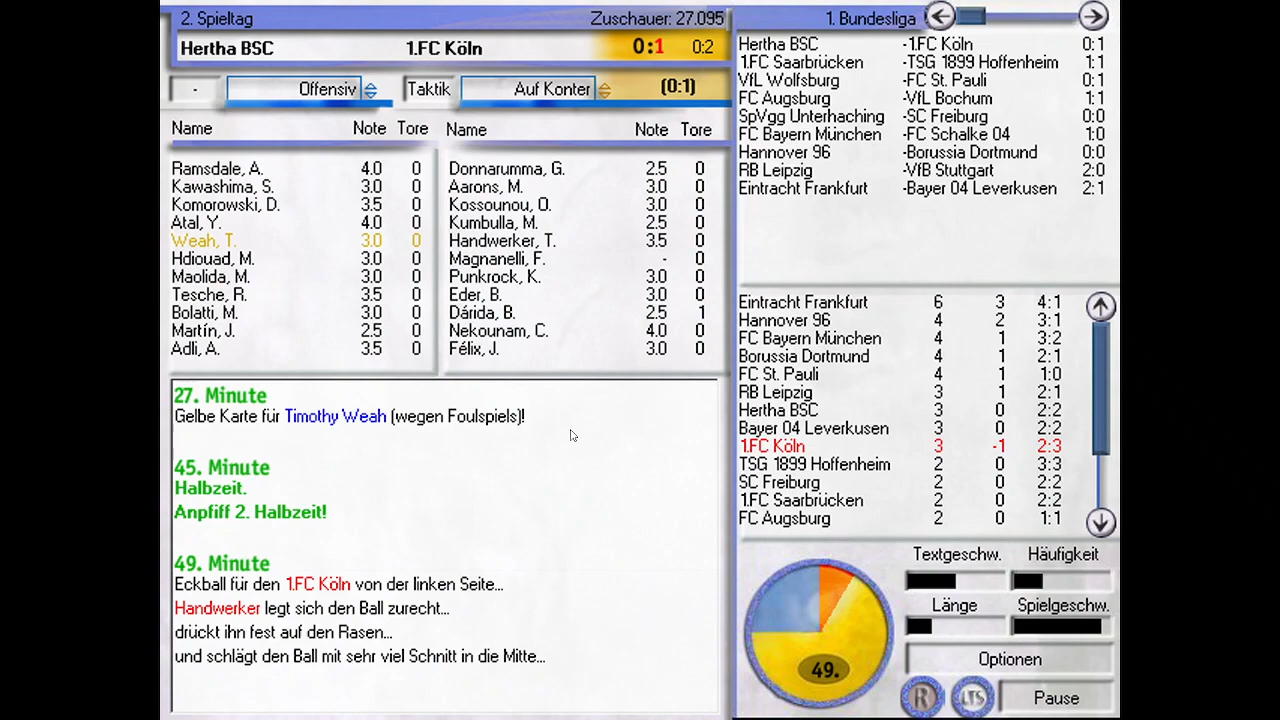 2. Spieltag Zuschauer: 27.095
Hertha BSC 1.FC Köln 0:1 0:2
- Offensiv Taktik Auf Konter (0:1)
Name Note Tore Name Note Tore
Ramsdale, A. 4.0 0 Donnarumma, G. 2.5 0
Kawashima, S. 3.0 0 Aarons, M. 3.0 0
Komorowski, D. 3.5 0 Kossounou, O. 3.0 0
Atal, Y. 4.0 0 Kumbulla, M. 2.5 0
Weah, T. 3.0 0 Handwerker, T. 3.5 0
Hdiouad, M. 3.0 0 Magnanelli, F. - 0
Maolida, M. 3.0 0 Punkrock, K. 3.0 0
Tesche, R. 3.5 0 Eder, B. 3.0 0
Bolatti, M. 3.0 0 Dárida, B. 2.5 1
Martín, J. 2.5 0 Nekounam, C. 4.0 0
Adli, A. 3.5 0 Félix, J. 3.0 0
27. Minute
Gelbe Karte für Timothy Weah (wegen Foulspiels)!
45. Minute
Halbzeit.
Anpfiff 2. Halbzeit!
49. Minute
Eckball für den 1.FC Köln von der linken Seite...
Handwerker legt sich den Ball zurecht...
drückt ihn fest auf den Rasen...
und schlägt den Ball mit sehr viel Schnitt in die Mitte...
1. Bundesliga
Hertha BSC -1.FC Köln 0:1
1.FC Saarbrücken -TSG 1899 Hoffenheim 1:1
VfL Wolfsburg -FC St. Pauli 0:1
FC Augsburg -VfL Bochum 1:1
SpVgg Unterhaching -SC Freiburg 0:0
FC Bayern München -FC Schalke 04 1:0
Hannover 96 -Borussia Dortmund 0:0
RB Leipzig -VfB Stuttgart 2:0
Eintracht Frankfurt -Bayer 04 Leverkusen 2:1
Eintracht Frankfurt 6 3 4:1
Hannover 96 4 2 3:1
FC Bayern München 4 1 3:2
Borussia Dortmund 4 1 2:1
FC St. Pauli 4 1 1:0
RB Leipzig 3 1 2:1
Hertha BSC 3 0 2:2
Bayer 04 Leverkusen 3 0 2:2
1.FC Köln 3 -1 2:3
TSG 1899 Hoffenheim 2 0 3:3
SC Freiburg 2 0 2:2
1.FC Saarbrücken 2 0 2:2
FC Augsburg 2 0 1:1
Textgeschw. Häufigkeit
Länge Spielgeschw.
49.
Optionen
R LTS Pause